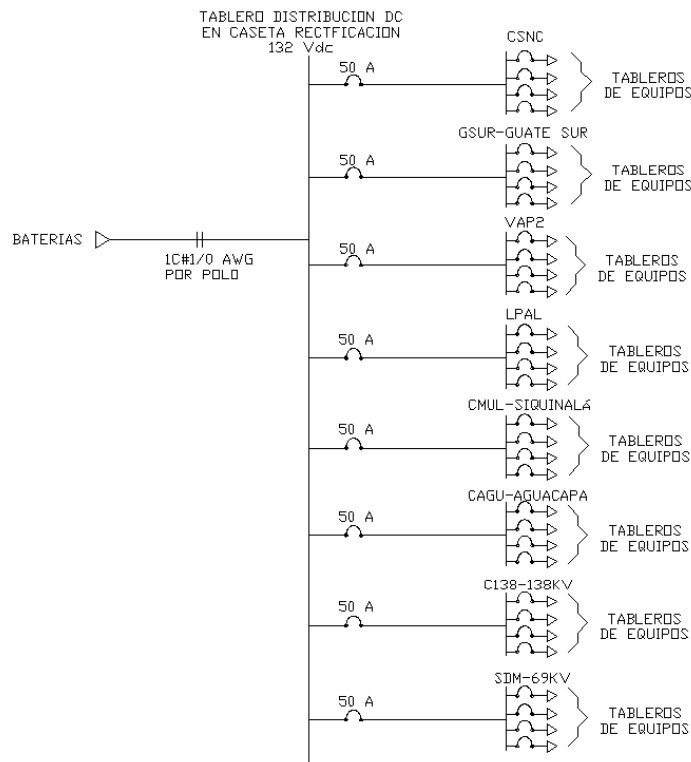 TABLERO DISTRIBUCION DC
EN CASETA RECTFICACION
132 Vdc
BATERIAS
1C#1/0 AWG
POR POLO
50 A
CSNC
TABLEROS
DE EQUIPOS
50 A
GSUR-GUATE SUR
TABLEROS
DE EQUIPOS
50 A
VAP2
TABLEROS
DE EQUIPOS
50 A
LPAL
TABLEROS
DE EQUIPOS
50 A
CMUL-SIQUINALÁ
TABLEROS
DE EQUIPOS
50 A
CAGU-AGUACAPA
TABLEROS
DE EQUIPOS
50 A
C138-138KV
TABLEROS
DE EQUIPOS
50 A
SDM-69KV
TABLEROS
DE EQUIPOS